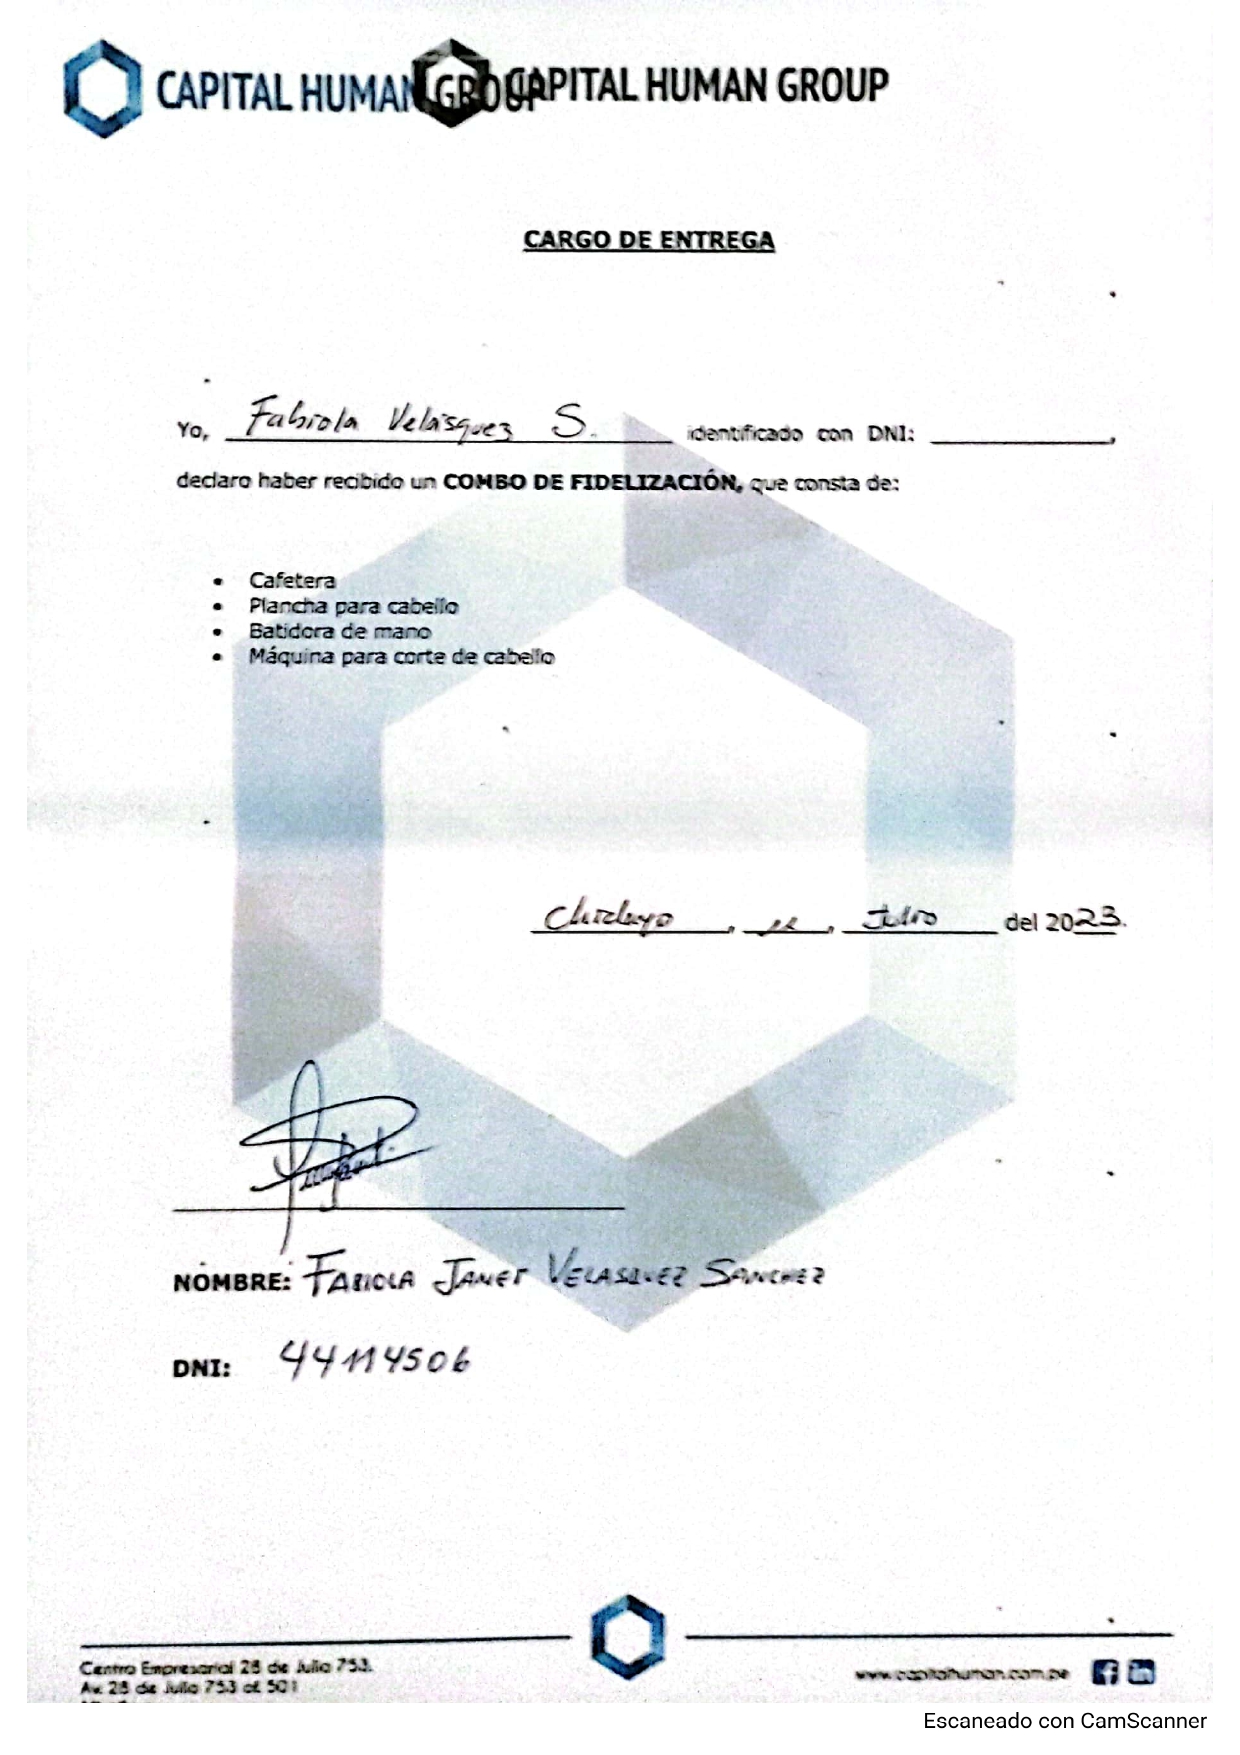 CAPITAL HUMAN GROUP CAPITAL HUMAN GROUP
CARGO DE ENTREGA
Yo, Fabiola Velásquez S. identificado con DNI: ____________,
declaro haber recibido un COMBO DE FIDELIZACIÓN, que consta de:
• Cafetera
• Plancha para cabello
• Batidora de mano
• Máquina para corte de cabello
Chiclayo, , Julio del 2023.
NOMBRE: FABIOLA JANET VELASQUEZ SANCHEZ
DNI: 44114506
Centro Empresarial 28 de Julio 753.
Av. 28 de Julio 753 of. 501
www.capitalhuman.com.pe
Escaneado con CamScanner